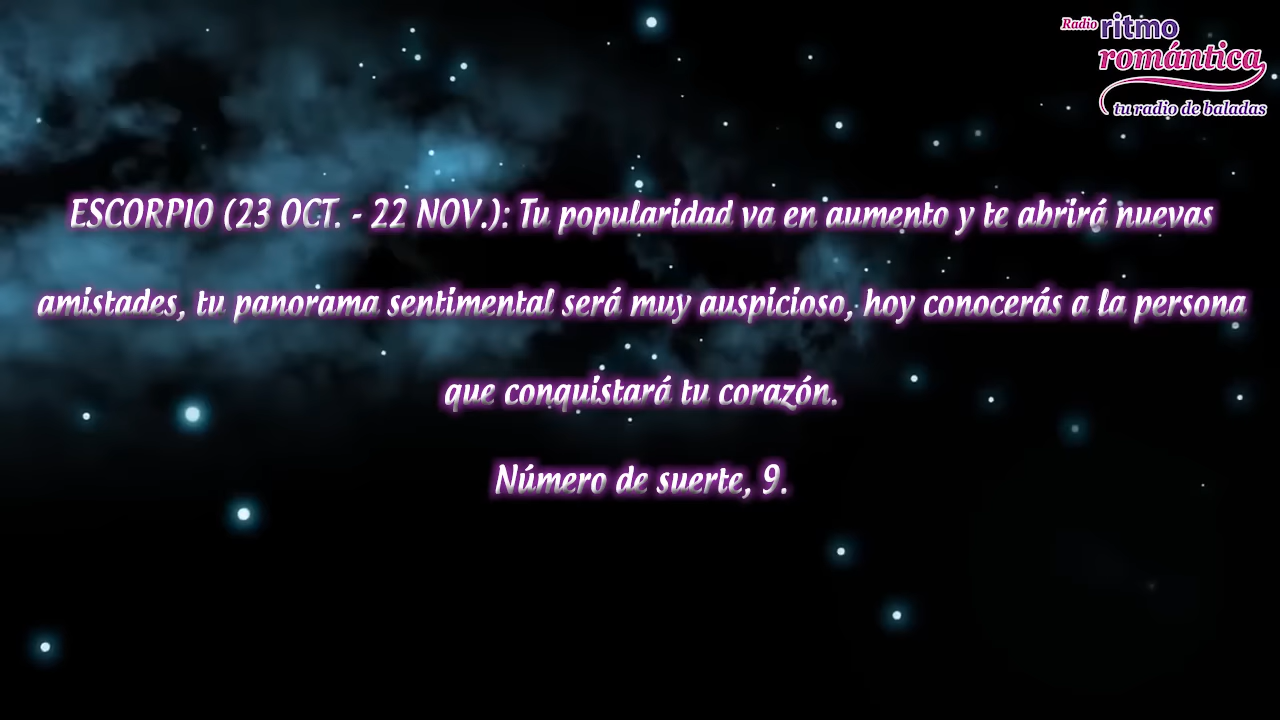 Radio ritmo
romántica
tu radio de baladas
ESCORPIO (23 OCT. - 22 NOV.): Tu popularidad va en aumento y te abrirá nuevas
amistades, tu panorama sentimental será muy auspicioso, hoy conocerás a la persona
que conquistará tu corazón.
Número de suerte, 9.